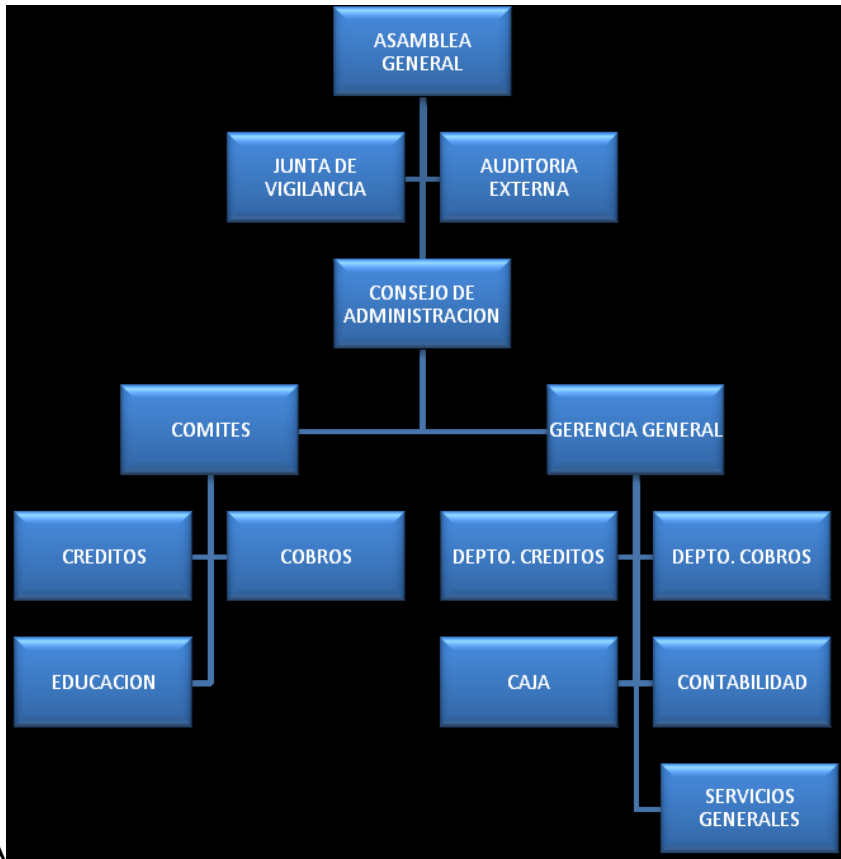 ASAMBLEA
GENERAL
JUNTA DE
VIGILANCIA
AUDITORIA
EXTERNA
CONSEJO DE
ADMINISTRACION
COMITES
GERENCIA GENERAL
CREDITOS
COBROS
DEPTO. CREDITOS
DEPTO. COBROS
EDUCACION
CAJA
CONTABILIDAD
SERVICIOS
GENERALES